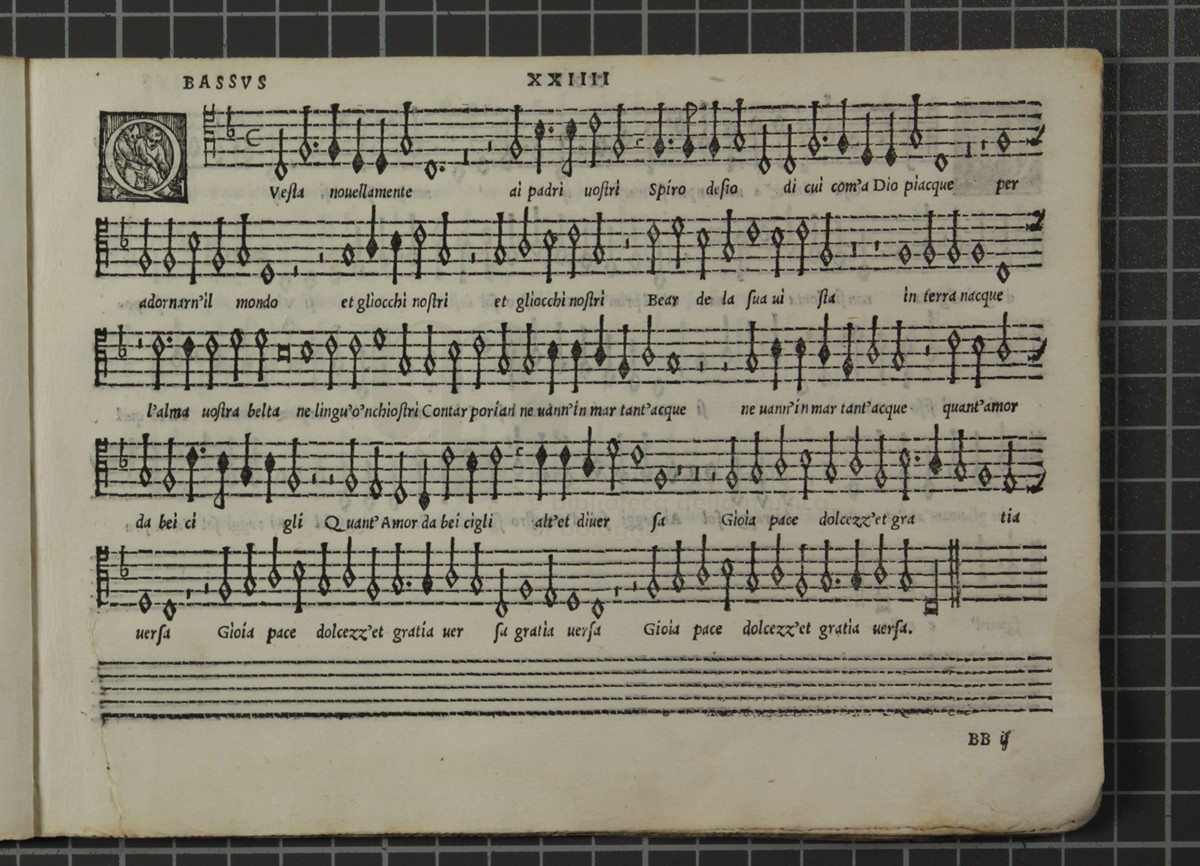 BASSVS XXIIII
QVesta nouellamente ai padri uostri Spiro desio di cui com'a Dio piacque per
adornarn'il mondo et gliocchi nostri et gliocchi nostri Bear de la sua ui sta in terra nacque
l'alma uostra belta ne lingu'o'nchiostri Contar porian ne uann'in mar tant'acque ne uann'in mar tant'acque quant'amor
da bei ci gli Quant'Amor da bei cigli alt'et diuer sa Gioia pace dolcezz'et gra tia
uersa Gioia pace dolcezz'et gratia uer sa gratia uersa Gioia pace dolcezz'et gratia uersa.
BB ij